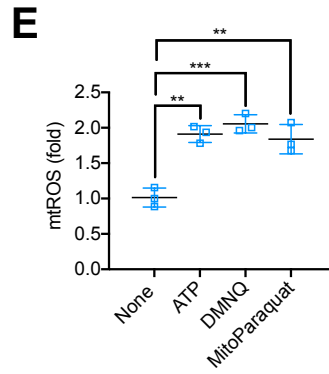 E
**
***
**
2.5
2.0
1.5
1.0
0.5
0.0
mtROS (fold)
None
ATP
DMNQ
MitoParaquat